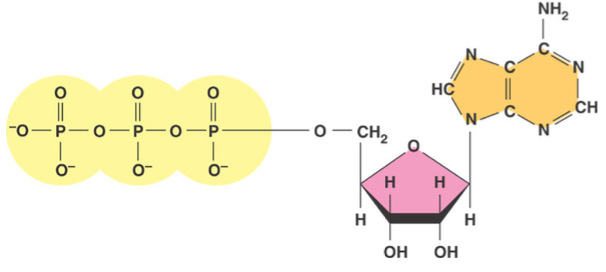 NH₂
O O O N C C N
HC C CH
⁻O P O P O P O CH₂ N N
O⁻ O⁻ O⁻ O
H H
H H
OH OH